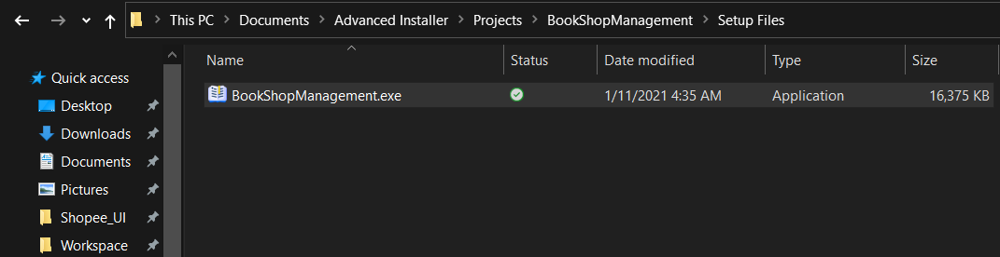 This PC > Documents > Advanced Installer > Projects > BookShopManagement > Setup Files
Name Status Date modified Type Size
Quick access
BookShopManagement.exe 1/11/2021 4:35 AM Application 16,375 KB
Desktop
Downloads
Documents
Pictures
Shopee_UI
Workspace